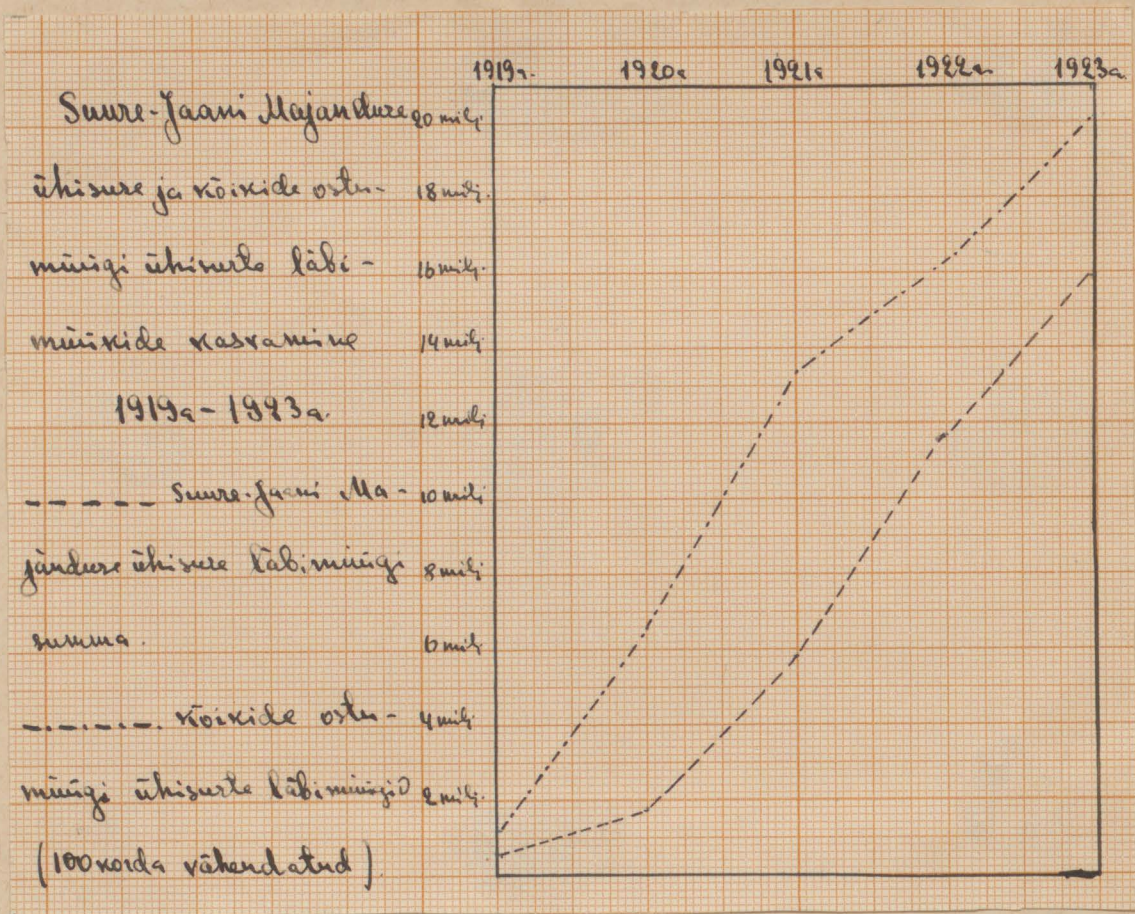 1919a. 1920a 1921a 1922a 1923a
Suure-Jaani Majanduse
20 milj
ühisuse ja kõikide ostu-
18 milj.
müügi ühisuste läbi-
16 milj.
müükide kasvamine
14 milj
1919a - 1923a.
12 milj
----- Suure-Jaani Ma-
10 milj
janduse ühisuse läbimüügi
8 milj
summa.
6 milj
-.-.-.-. kõikide ostu-
4 milj
müügi ühisuste läbimüügid
2 milj.
(100 korda vähendatud)